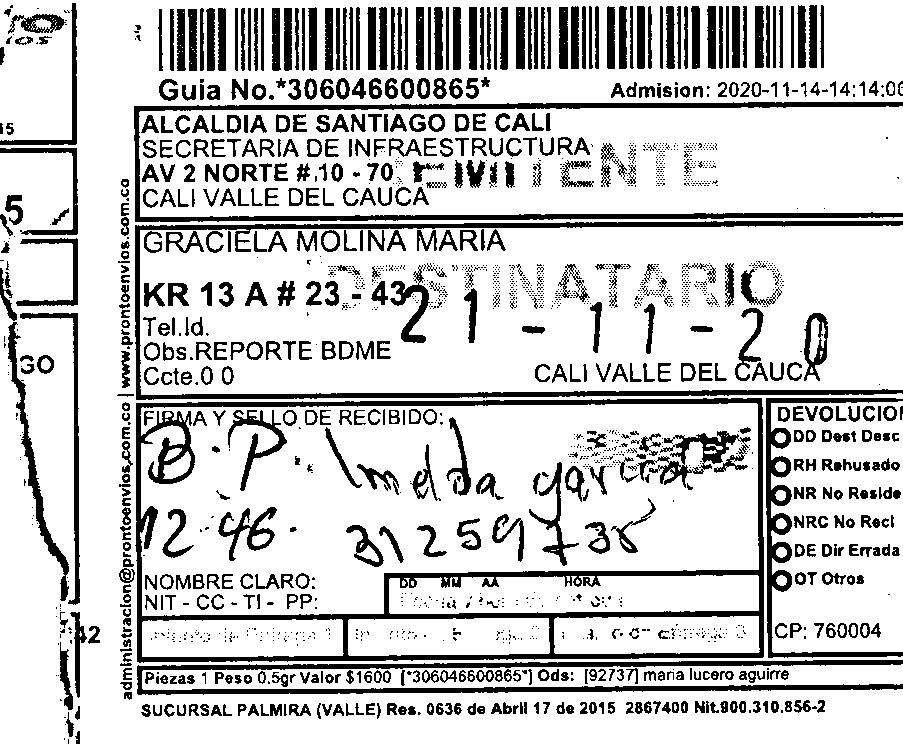 Guia No.*306046600865*
Admision: 2020-11-14-14:14:06
ALCALDIA DE SANTIAGO DE CALI
SECRETARIA DE INFRAESTRUCTURA
AV 2 NORTE #.10 - 70
CALI VALLE DEL CAUCA
GRACIELA MOLINA MARIA
DESTINATARIO
KR 13 A # 23 - 43
21-11-20
Tel.Id.
Obs.REPORTE BDME
Ccte.0 0
CALI VALLE DEL CAUCA
www.prontoenvios.com.co
administracion@prontoenvios.com.co
FIRMA Y SELLO DE RECIBIDO:
B.P. Imelda garcia
12-46.
NOMBRE CLARO:
NIT - CC - TI - PP:
DD MM AA HORA
DEVOLUCIO
DD Dest Desc
RH Rehusado
NR No Reside
NRC No Recl
DE Dir Errada
OT Otros
CP: 760004
Piezas 1 Peso 0.5gr Valor $1600 [*306046600865*] Ods: [92737] maria lucero aguirre
SUCURSAL PALMIRA (VALLE) Res. 0636 de Abril 17 de 2015 2867400 Nit.900.310.856-2
5
GO
42